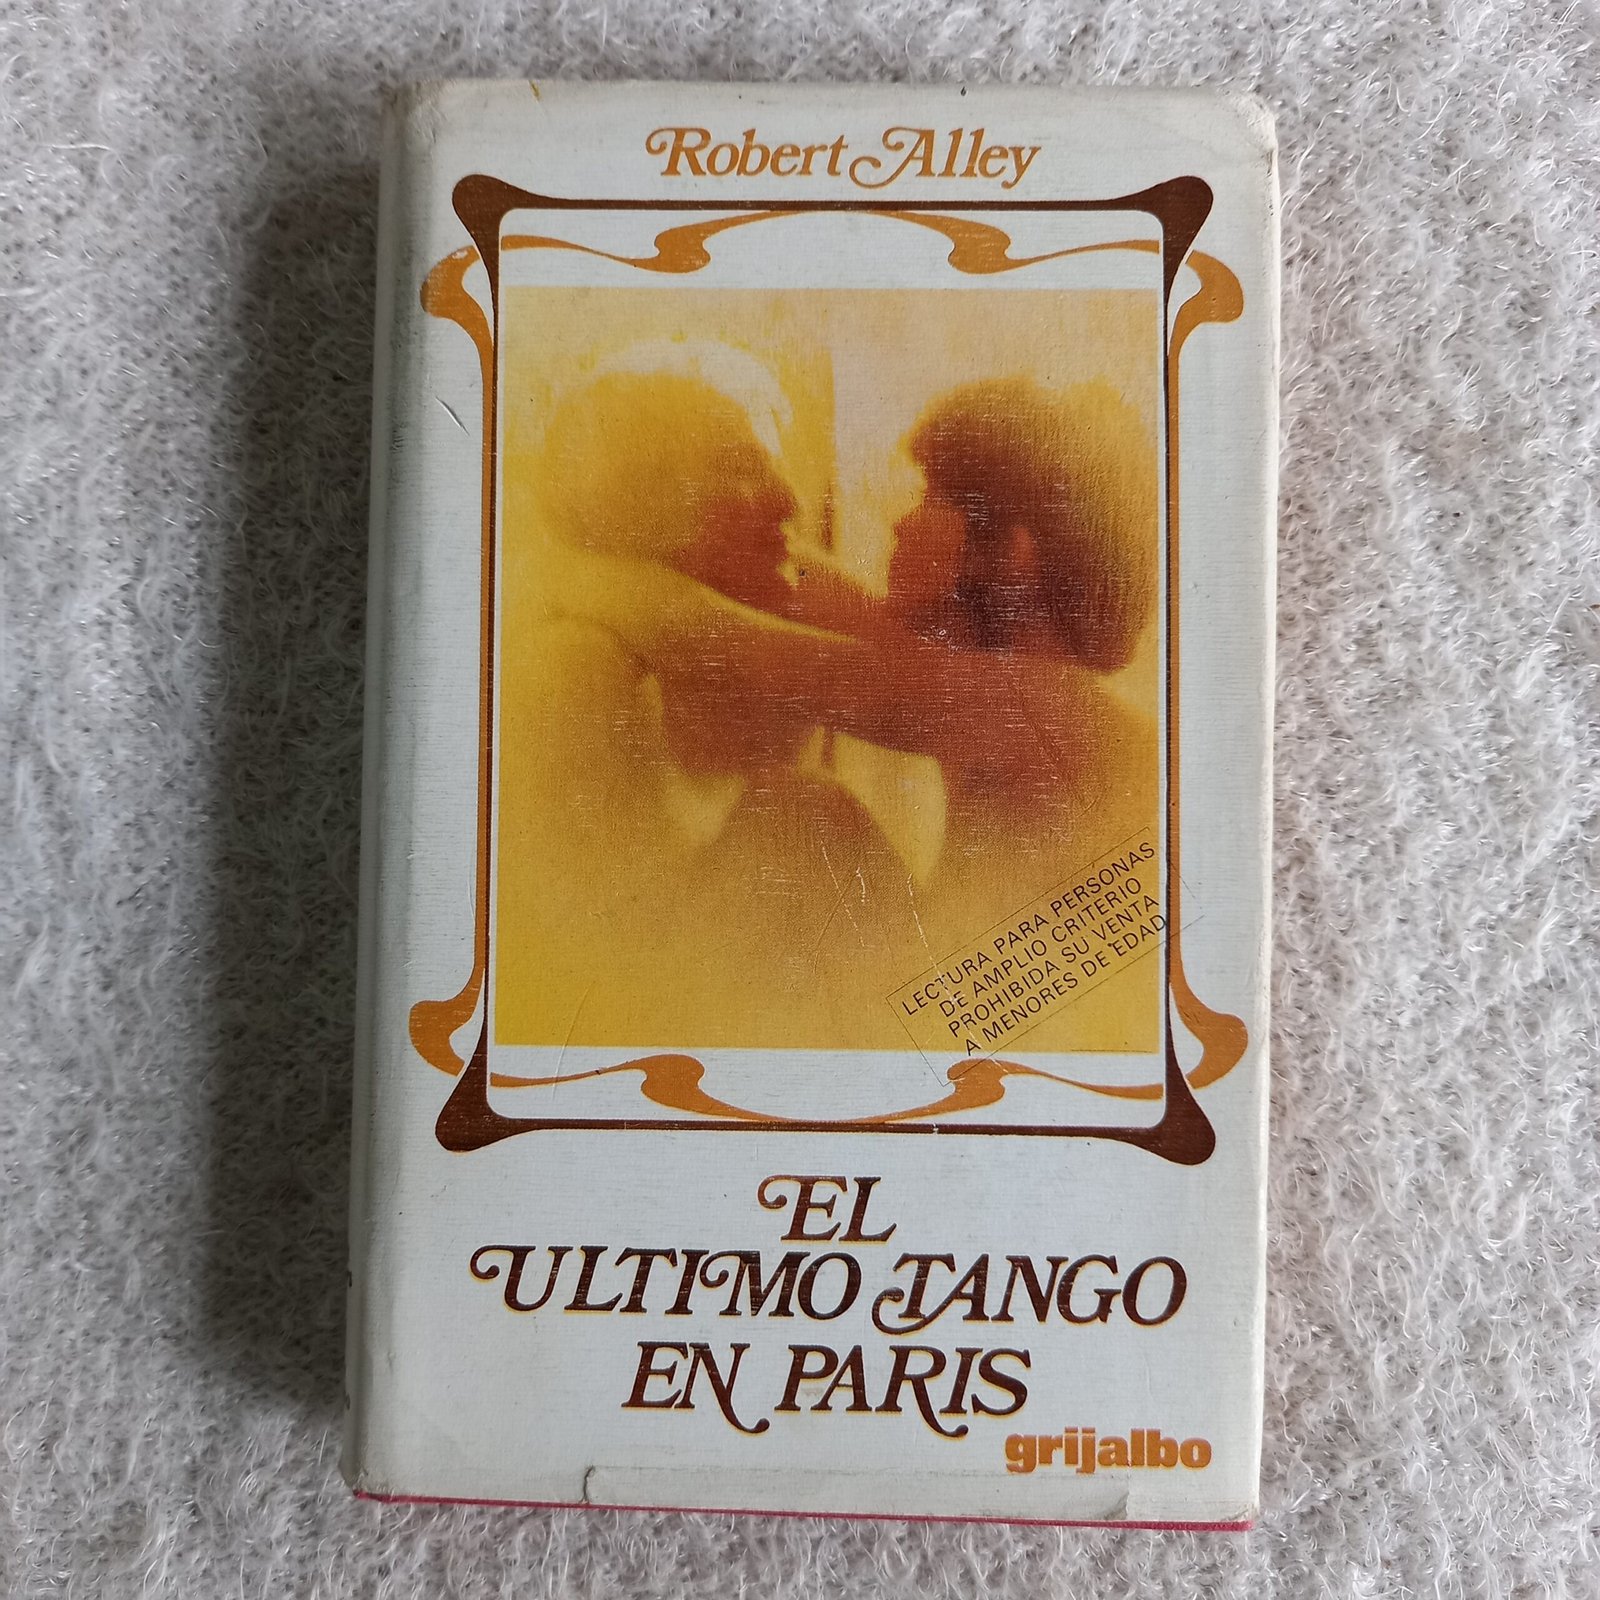 Robert Alley
LECTURA PARA PERSONAS
DE AMPLIO CRITERIO
PROHIBIDA SU VENTA
A MENORES DE EDAD
EL
ULTIMO TANGO
EN PARIS
grijalbo